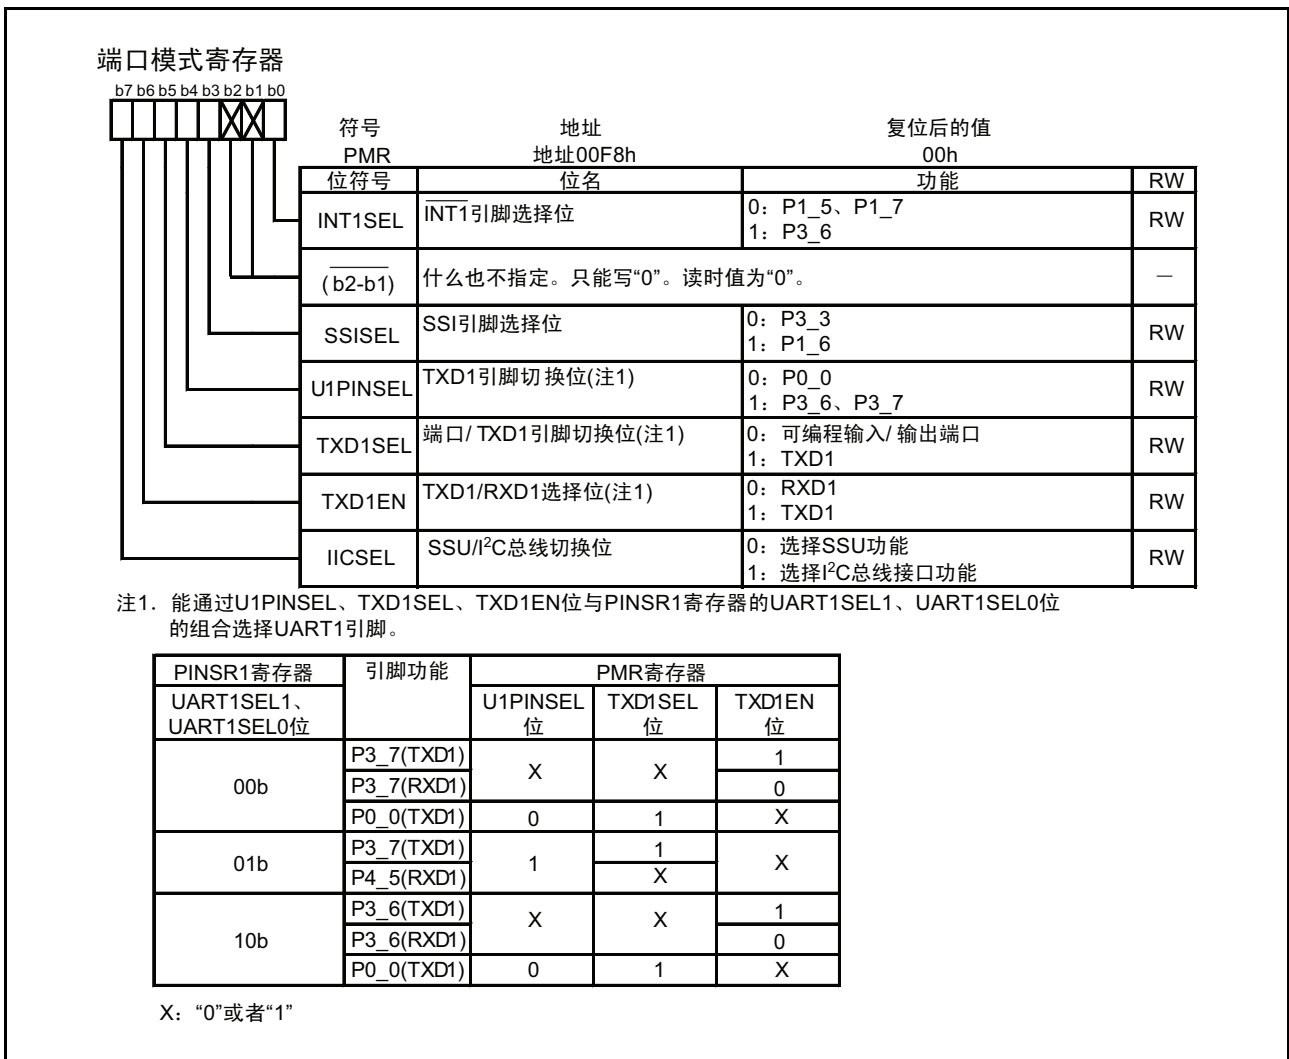 端口模式寄存器
b7 b6 b5 b4 b3 b2 b1 b0
符号 地址 复位后的值
PMR 地址00F8h 00h
位符号 位名 功能 RW
INT1SEL INT1引脚选择位 0：P1_5、P1_7 RW
1：P3_6
(b2-b1) 什么也不指定。只能写“0”。读时值为“0”。 —
SSISEL SSI引脚选择位 0：P3_3 RW
1：P1_6
U1PINSEL TXD1引脚切换位(注1) 0：P0_0 RW
1：P3_6、P3_7
TXD1SEL 端口/ TXD1引脚切换位(注1) 0：可编程输入/ 输出端口 RW
1：TXD1
TXD1EN TXD1/RXD1选择位(注1) 0：RXD1 RW
1：TXD1
IICSEL SSU/I²C总线切换位 0：选择SSU功能 RW
1：选择I²C总线接口功能
注1. 能通过U1PINSEL、TXD1SEL、TXD1EN位与PINSR1寄存器的UART1SEL1、UART1SEL0位
的组合选择UART1引脚。
PINSR1寄存器 引脚功能 PMR寄存器
UART1SEL1、 U1PINSEL TXD1SEL TXD1EN
UART1SEL0位 位 位 位
00b P3_7(TXD1) X X 1
P3_7(RXD1) 0
P0_0(TXD1) 0 1 X
01b P3_7(TXD1) 1 1 X
P4_5(RXD1) X
10b P3_6(TXD1) X X 1
P3_6(RXD1) 0
P0_0(TXD1) 0 1 X
X：“0”或者“1”